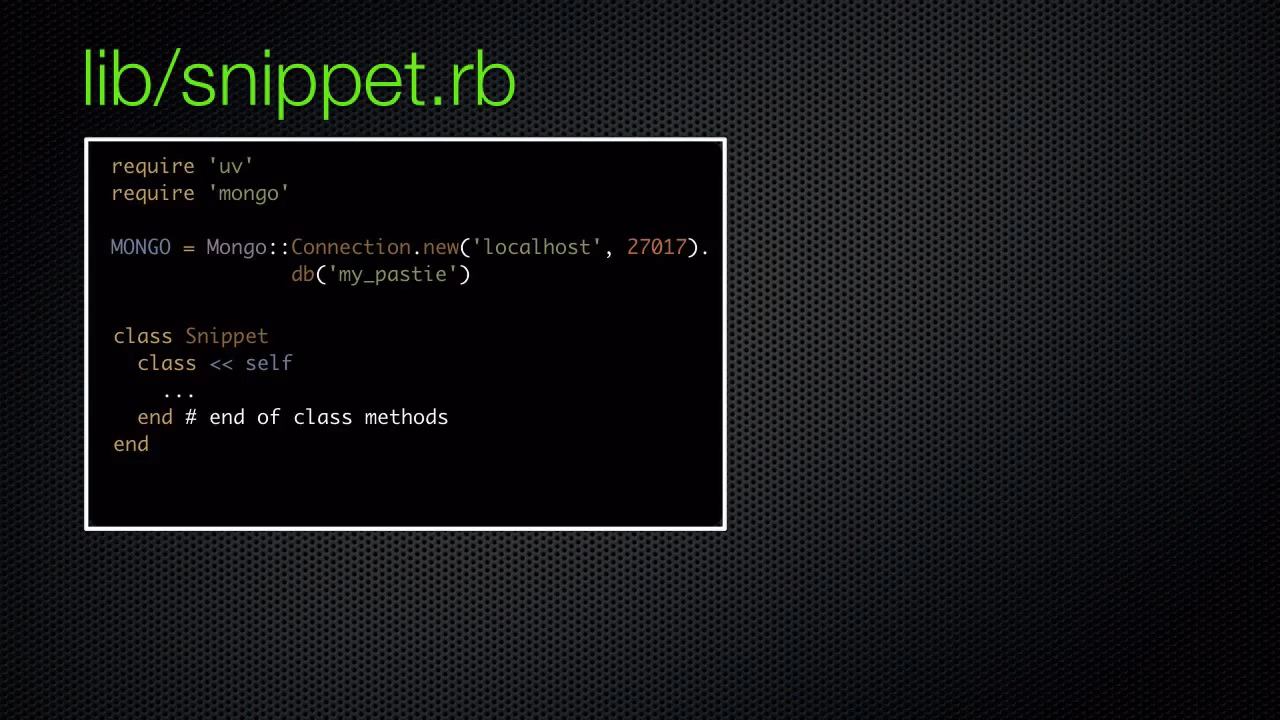 lib/snippet.rb
require 'uv'
require 'mongo'
MONGO = Mongo::Connection.new('localhost', 27017).
db('my_pastie')
class Snippet
class << self
...
end # end of class methods
end